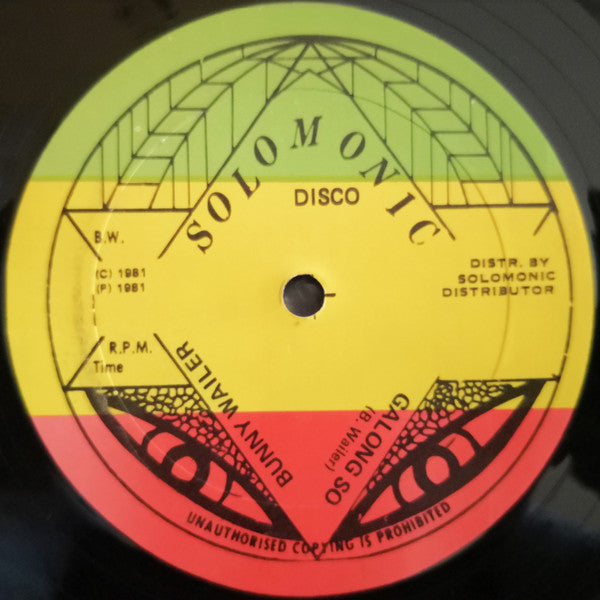 SOLOMONIC
DISCO
B.W.
(C) 1981
(P) 1981
DISTR. BY
SOLOMONIC
DISTRIBUTOR
R.P.M.
Time
BUNNY WAILER
GALONG SO
(B. Wailer)
UNAUTHORISED COPYING IS PROHIBITED